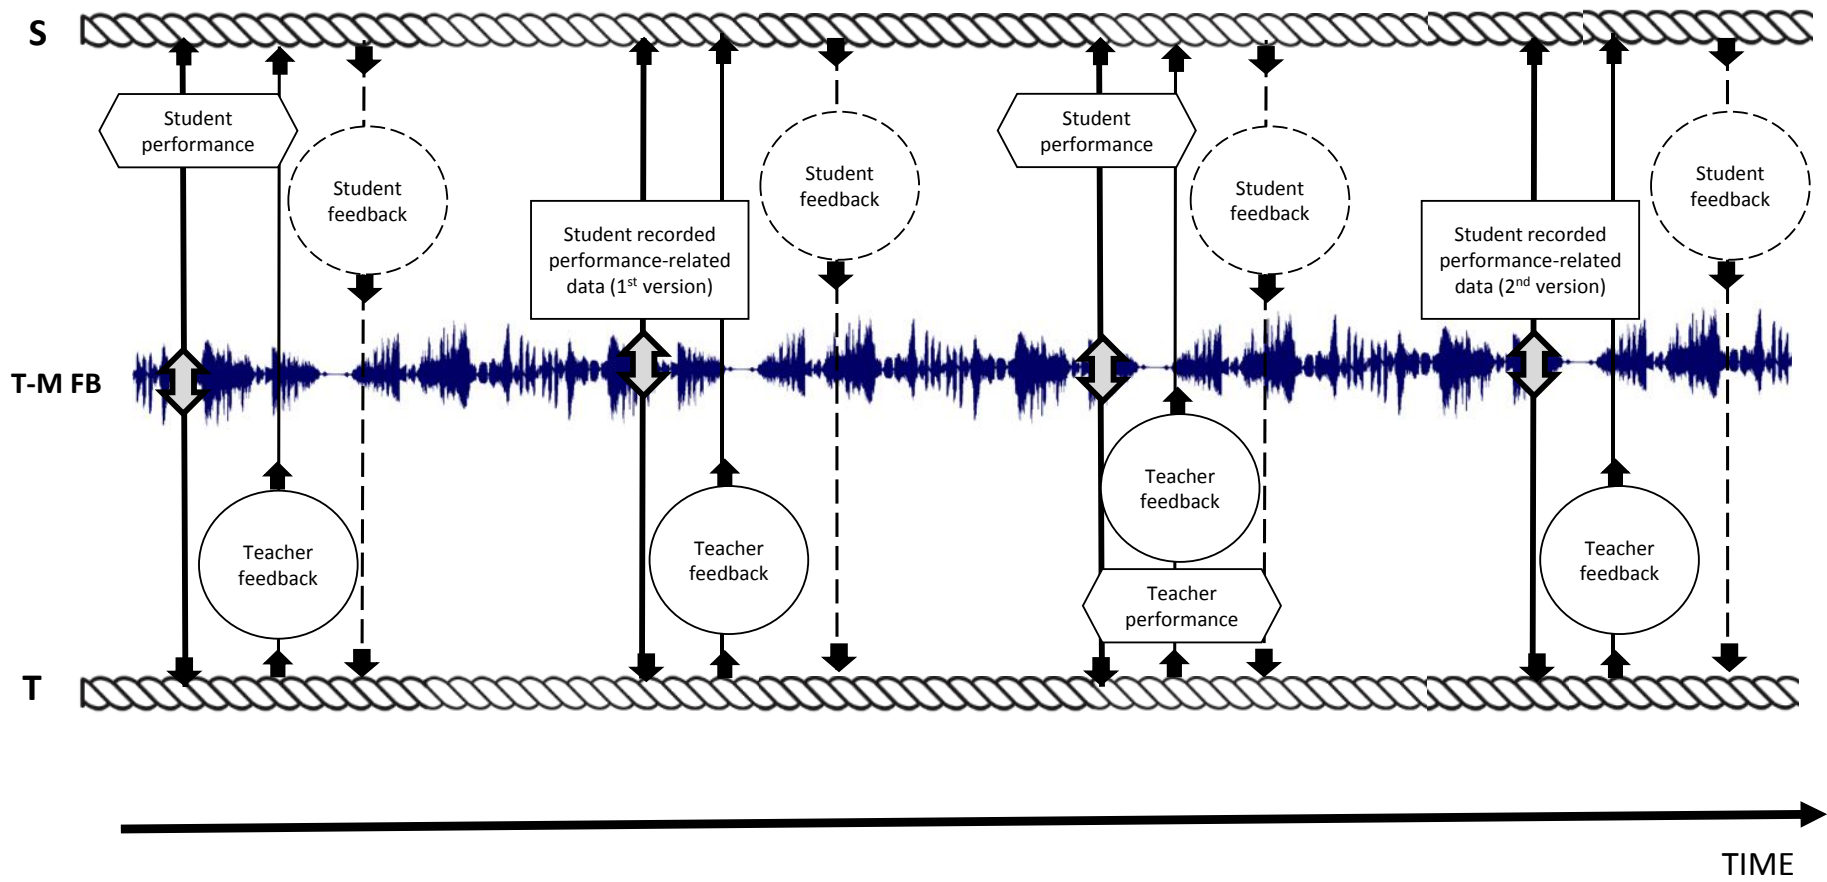 S
Student
performance
Student
feedback
Student recorded
performance-related
data (1st version)
Student
feedback
Student
performance
Student
feedback
Student recorded
performance-related
data (2nd version)
Student
feedback
T-M FB
Teacher
feedback
Teacher
feedback
Teacher
feedback
Teacher
performance
Teacher
feedback
T
TIME